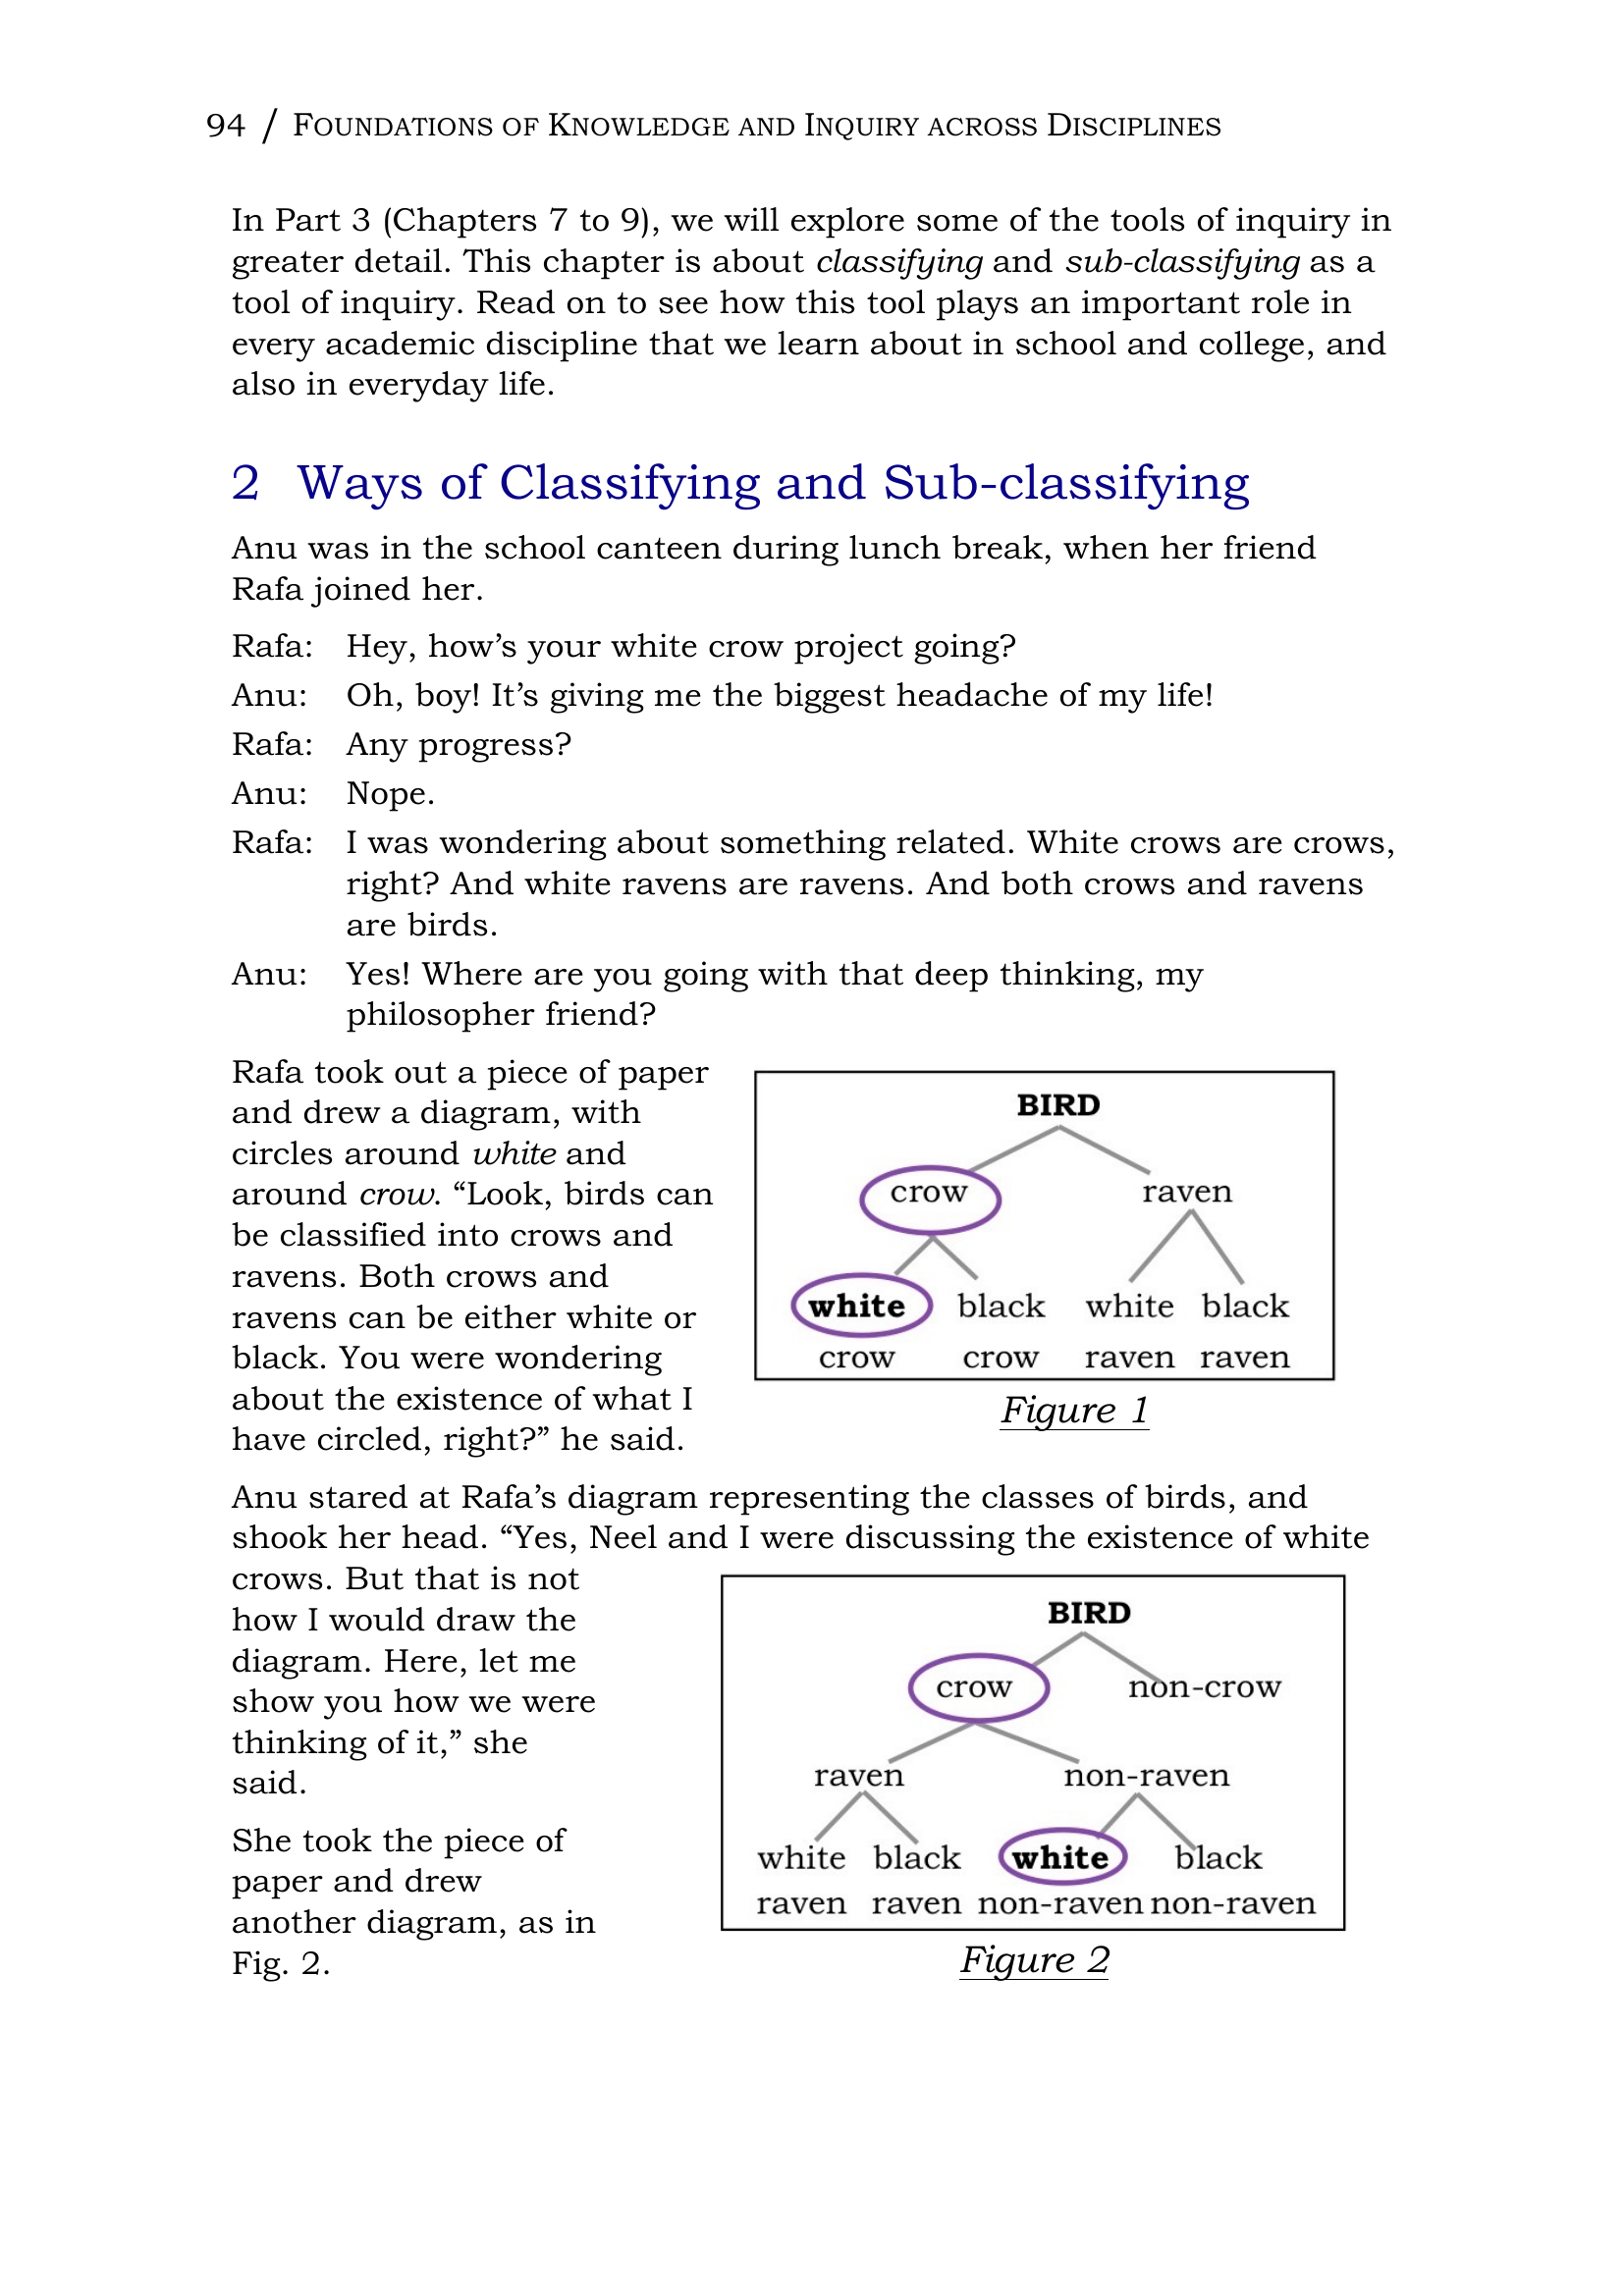 94 / FOUNDATIONS OF KNOWLEDGE AND INQUIRY ACROSS DISCIPLINES
In Part 3 (Chapters 7 to 9), we will explore some of the tools of inquiry in
greater detail. This chapter is about classifying and sub-classifying as a
tool of inquiry. Read on to see how this tool plays an important role in
every academic discipline that we learn about in school and college, and
also in everyday life.
2 Ways of Classifying and Sub-classifying
Anu was in the school canteen during lunch break, when her friend
Rafa joined her.
Rafa: Hey, how’s your white crow project going?
Anu: Oh, boy! It’s giving me the biggest headache of my life!
Rafa: Any progress?
Anu: Nope.
Rafa: I was wondering about something related. White crows are crows,
right? And white ravens are ravens. And both crows and ravens
are birds.
Anu: Yes! Where are you going with that deep thinking, my
philosopher friend?
Rafa took out a piece of paper
and drew a diagram, with
circles around white and
around crow. “Look, birds can
be classified into crows and
ravens. Both crows and
ravens can be either white or
black. You were wondering
about the existence of what I
have circled, right?” he said.
BIRD
crow raven
white black white black
crow crow raven raven
Figure 1
Anu stared at Rafa’s diagram representing the classes of birds, and
shook her head. “Yes, Neel and I were discussing the existence of white
crows. But that is not
how I would draw the
diagram. Here, let me
show you how we were
thinking of it,” she
said.
She took the piece of
paper and drew
another diagram, as in
Fig. 2.
BIRD
crow non-crow
raven non-raven
white black white black
raven raven non-raven non-raven
Figure 2